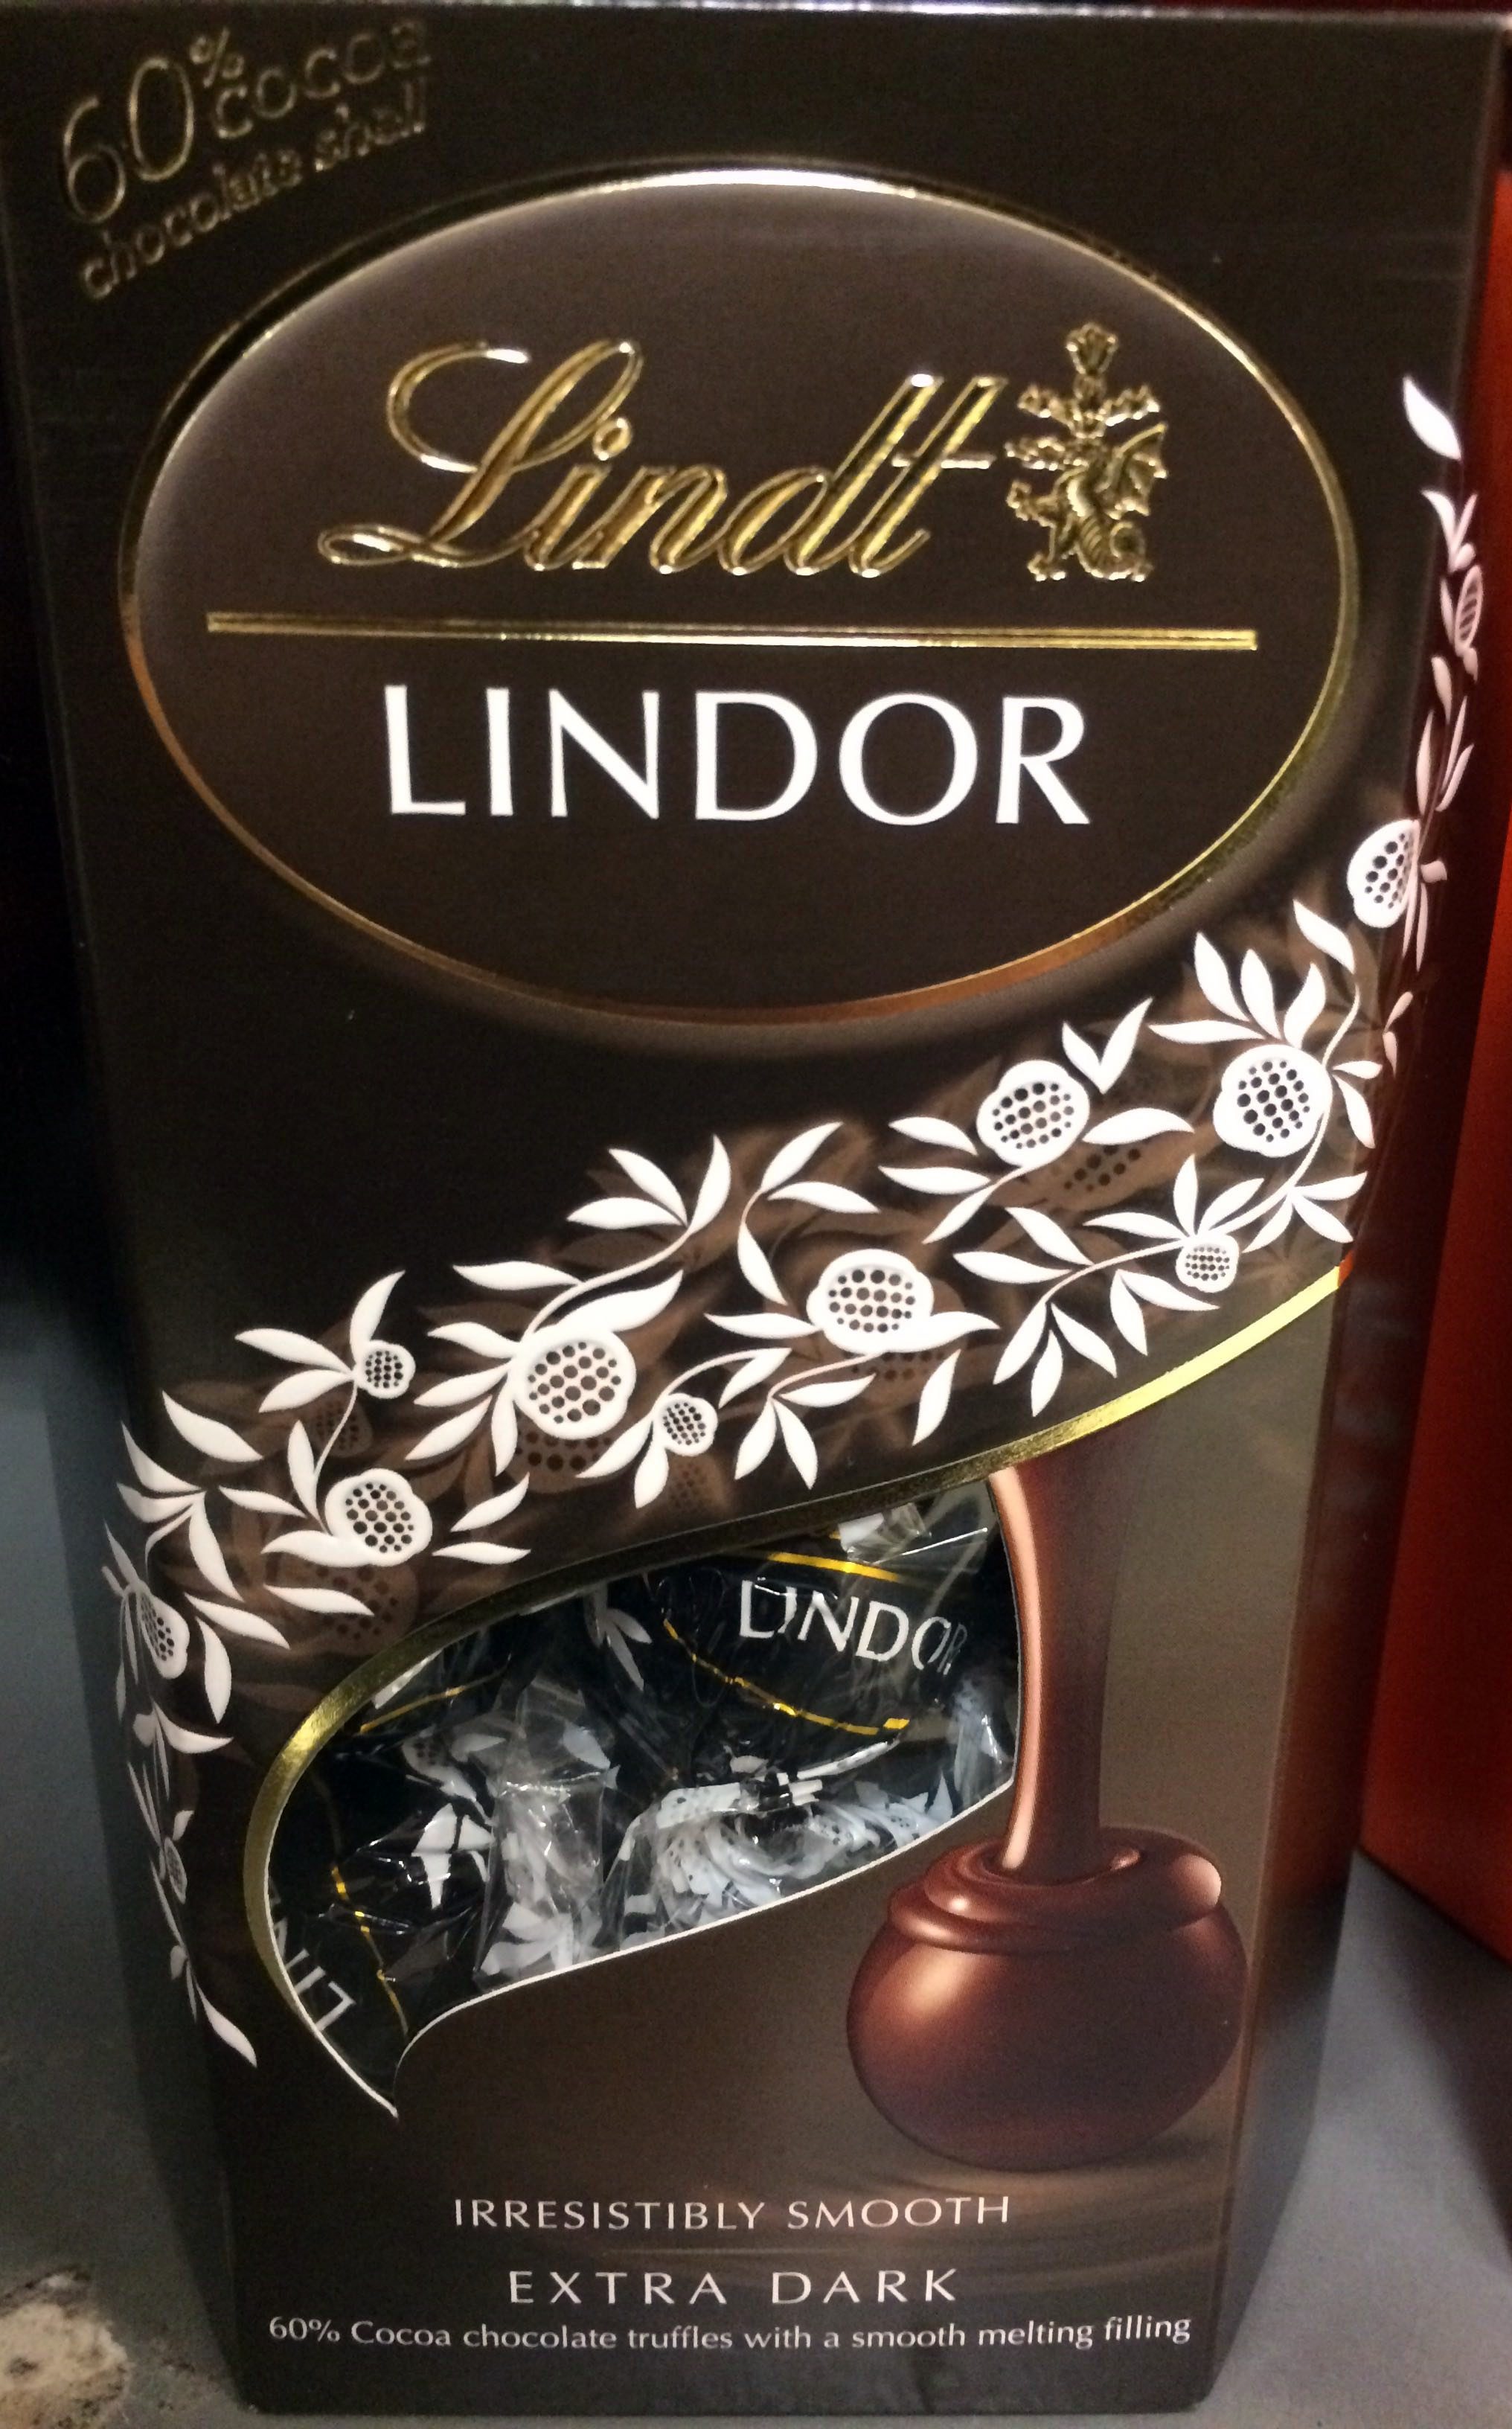 60% cocoa
chocolate shell
Lindt
LINDOR
LINDOR
LIN
IRRESISTIBLY SMOOTH
EXTRA DARK
60% Cocoa chocolate truffles with a smooth melting filling